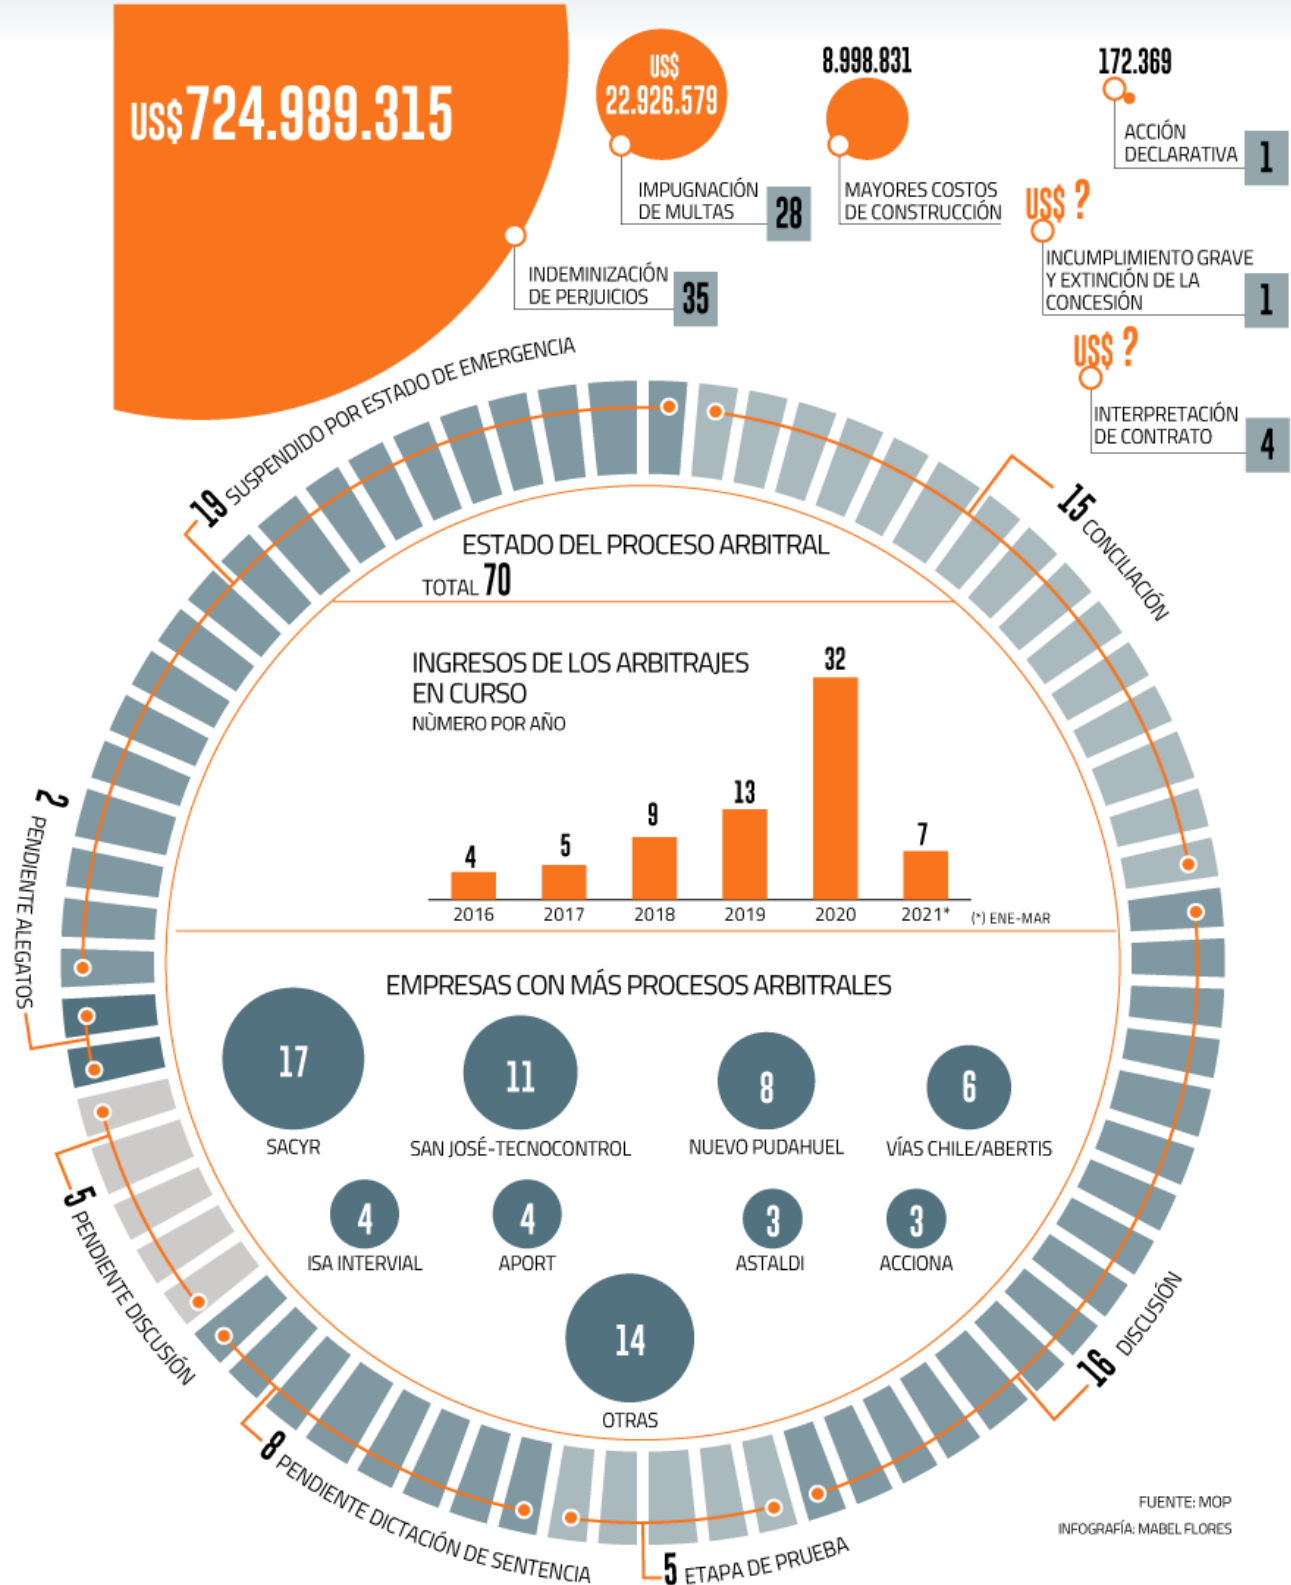 US$724.989.315
INDEMINIZACIÓN
DE PERJUICIOS
35
US$
22.926.579
IMPUGNACIÓN
DE MULTAS
28
8.998.831
MAYORES COSTOS
DE CONSTRUCCIÓN
172.369
ACCIÓN
DECLARATIVA
1
US$ ?
INCUMPLIMIENTO GRAVE
Y EXTINCIÓN DE LA
CONCESIÓN
1
US$ ?
INTERPRETACIÓN
DE CONTRATO
4
19 SUSPENDIDO POR ESTADO DE EMERGENCIA
15 CONCILIACIÓN
16 DISCUSIÓN
5 ETAPA DE PRUEBA
8 PENDIENTE DICTACIÓN DE SENTENCIA
5 PENDIENTE DISCUSIÓN
2 PENDIENTE ALEGATOS
ESTADO DEL PROCESO ARBITRAL
TOTAL 70
INGRESOS DE LOS ARBITRAJES
EN CURSO
NÙMERO POR AÑO
4 5 9 13 32 7
2016 2017 2018 2019 2020 2021* (*) ENE-MAR
EMPRESAS CON MÁS PROCESOS ARBITRALES
17 11 8 6
SACYR SAN JOSÉ-TECNOCONTROL NUEVO PUDAHUEL VÍAS CHILE/ABERTIS
4 4 3 3
ISA INTERVIAL APORT ASTALDI ACCIONA
14
OTRAS
FUENTE: MOP
INFOGRAFÍA: MABEL FLORES